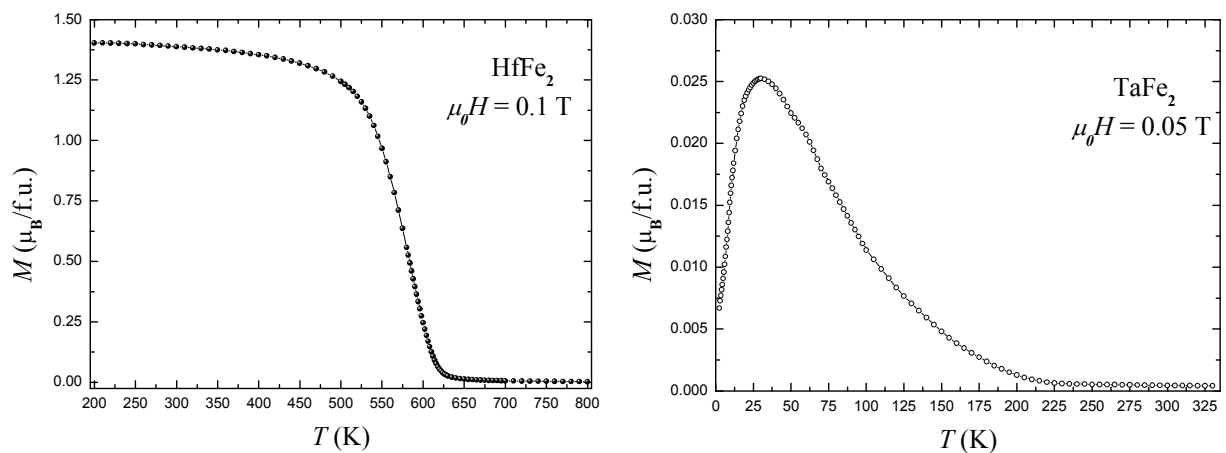 1.50
1.25
1.00
0.75
0.50
0.25
0.00
M (μB/f.u.)
HfFe2
μ0H = 0.1 T
200 250 300 350 400 450 500 550 600 650 700 750 800
T (K)
0.030
0.025
0.020
0.015
0.010
0.005
0.000
M (μB/f.u.)
TaFe2
μ0H = 0.05 T
0 25 50 75 100 125 150 175 200 225 250 275 300 325
T (K)